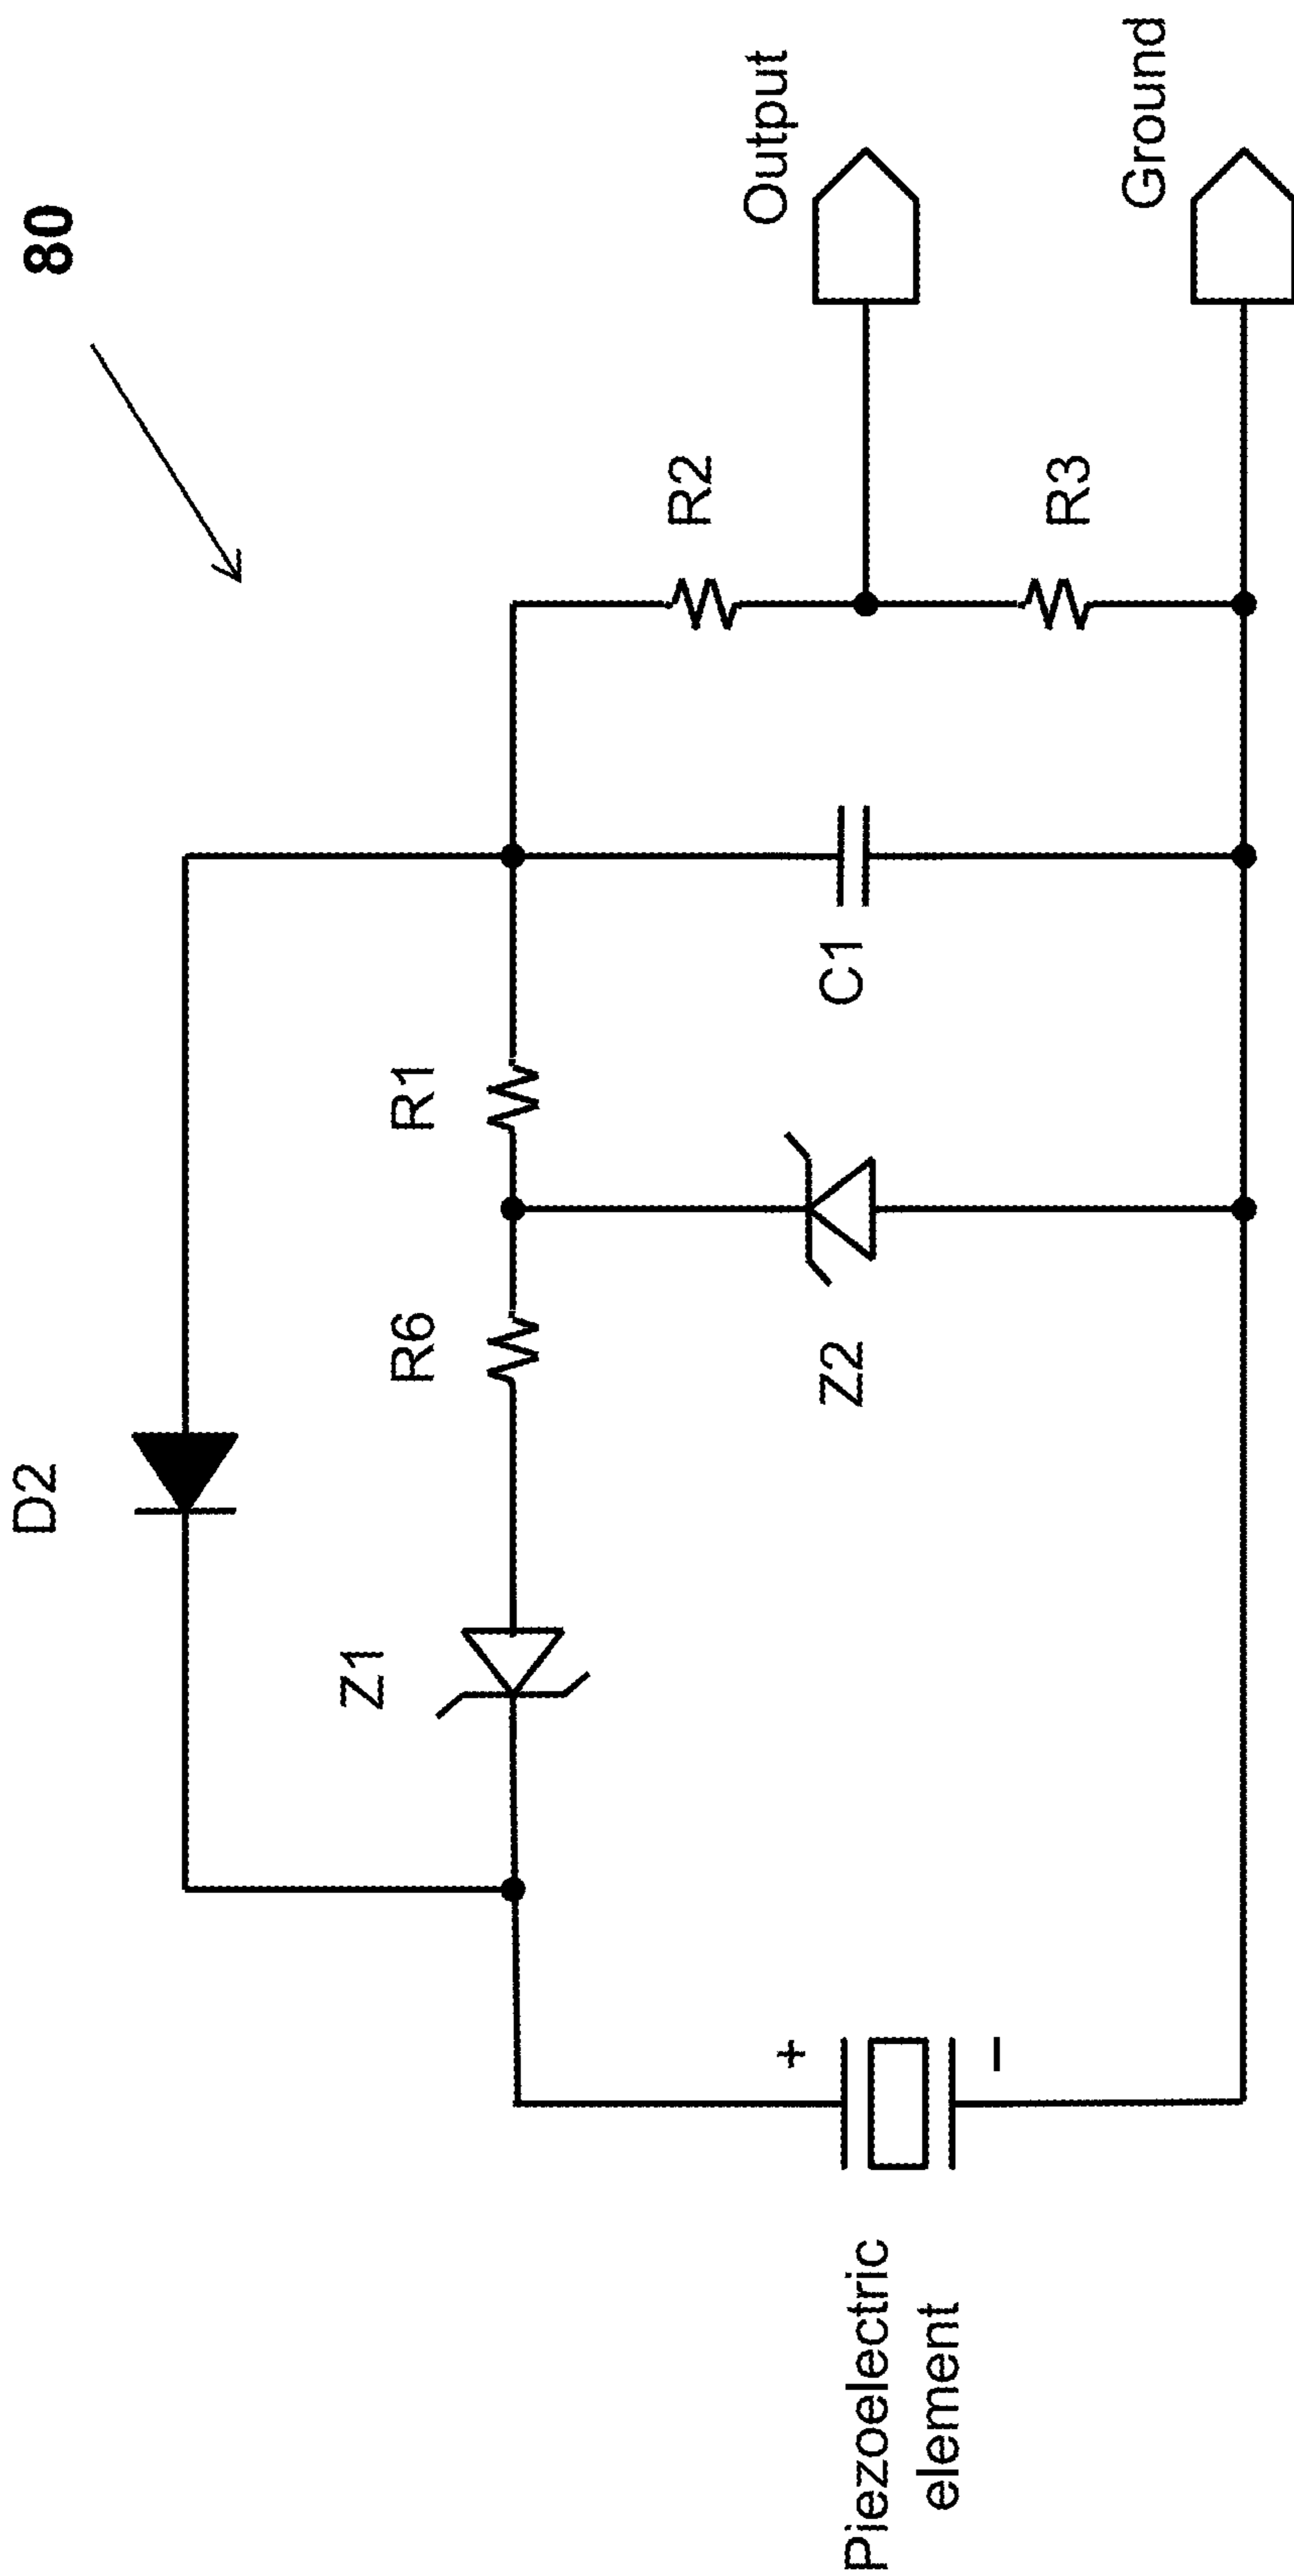 80
D2
Z1
R6
R1
R2
Output
Z2
C1
R3
Ground
+
–
Piezoelectric
element